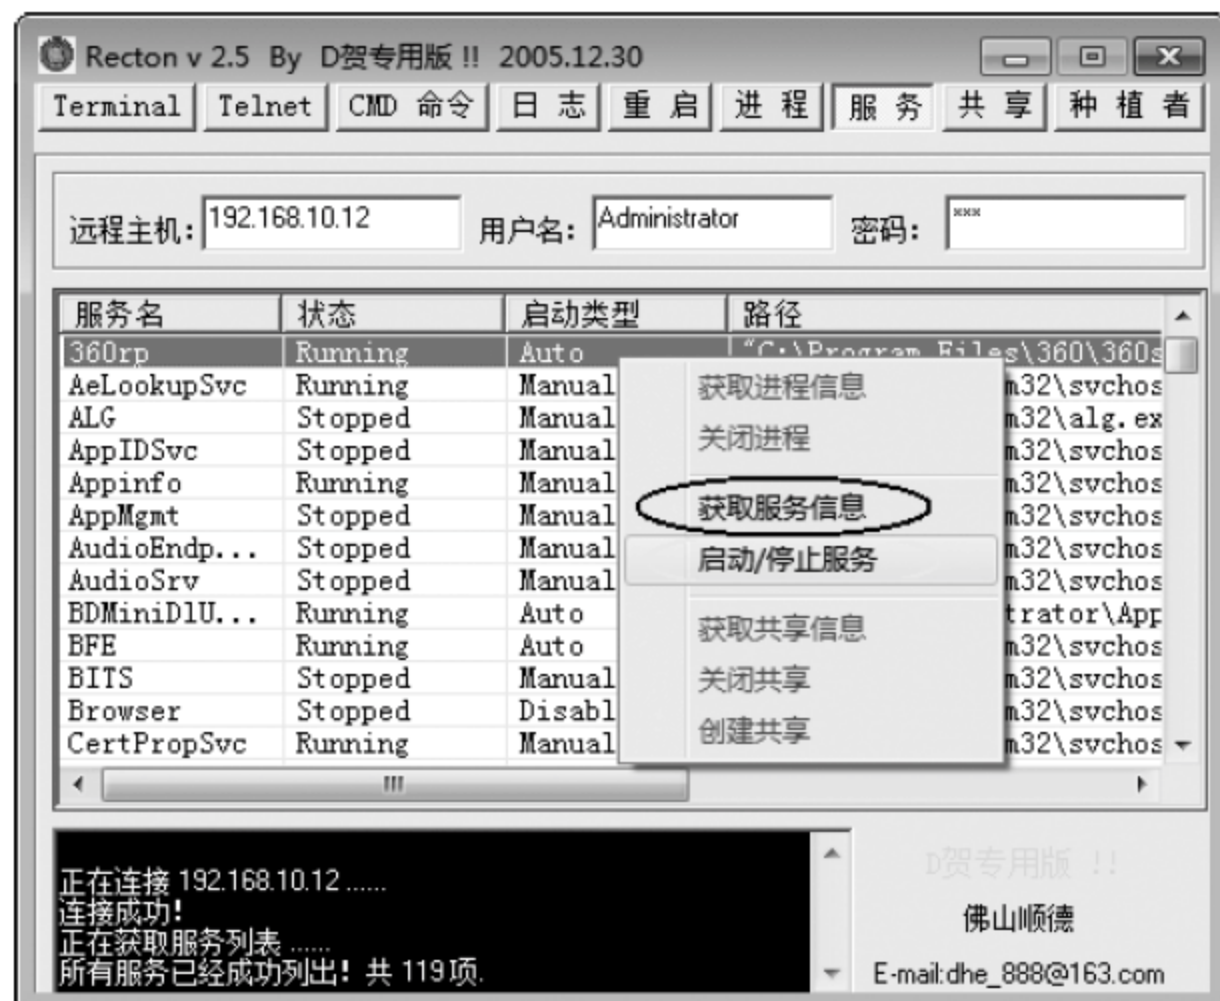 Recton v 2.5 By D贺专用版 !! 2005.12.30
Terminal Telnet CMD 命令 日 志 重 启 进 程 服 务 共 享 种 植 者
远程主机: 192.168.10.12 用户名: Administrator 密码: ***
服务名 状态 启动类型 路径
360rp Running Auto "C:\Program Files\360\360s
AeLookupSvc Running Manual 获取进程信息 m32\svchos
ALG Stopped Manual m32\alg.ex
AppIDSvc Stopped Manual 关闭进程 m32\svchos
Appinfo Running Manual m32\svchos
AppMgmt Stopped Manual 获取服务信息 m32\svchos
AudioEndp... Stopped Manual 启动/停止服务 m32\svchos
AudioSrv Stopped Manual m32\svchos
BDMiniDlU... Running Auto trator\App
BFE Running Auto 获取共享信息 m32\svchos
BITS Stopped Manual 关闭共享 m32\svchos
Browser Stopped Disabl m32\svchos
CertPropSvc Running Manual 创建共享 m32\svchos
正在连接 192.168.10.12 ......
连接成功!
正在获取服务列表 ......
所有服务已经成功列出! 共 119项.
D贺专用版 !!
佛山顺德
E-mail:dhe_888@163.com